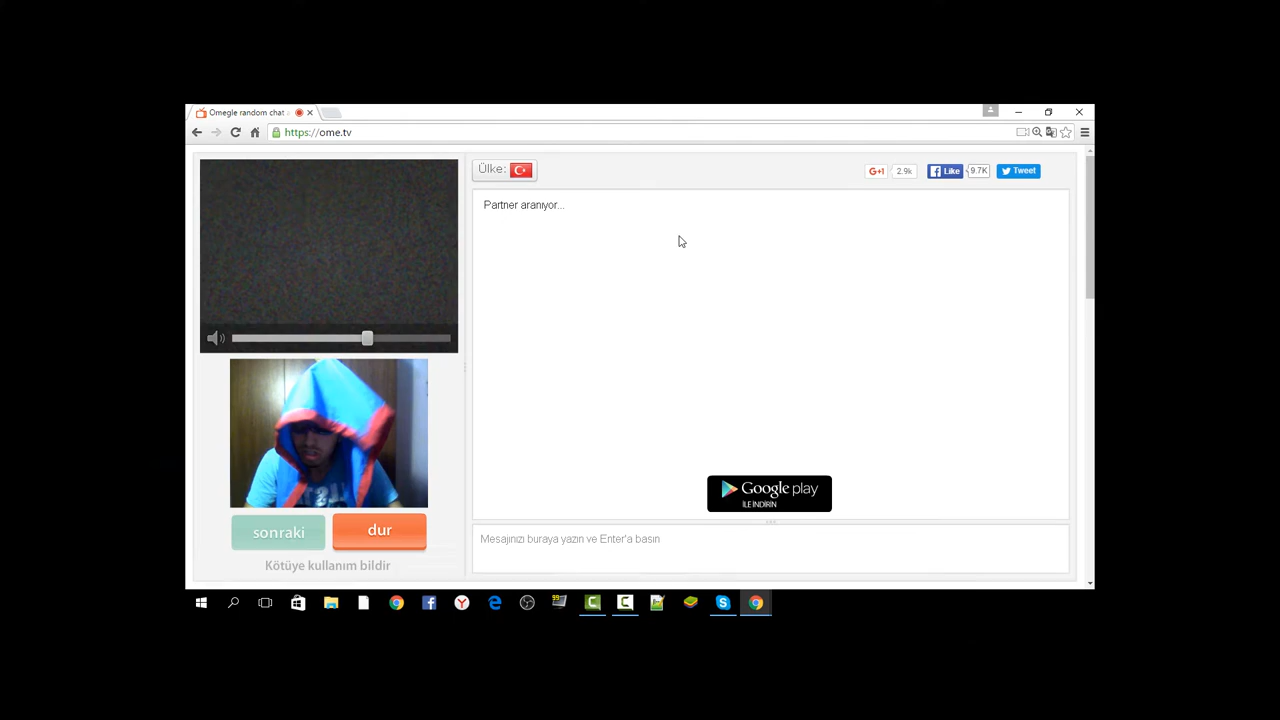 Omegle random chat a
https://ome.tv
Ülke:
G+1
2.9k
Like
9.7K
Tweet
Partner aranıyor...
Google play
İLE İNDİRİN
sonraki
dur
Mesajınızı buraya yazın ve Enter'a basın
Kötüye kullanım bildir
99